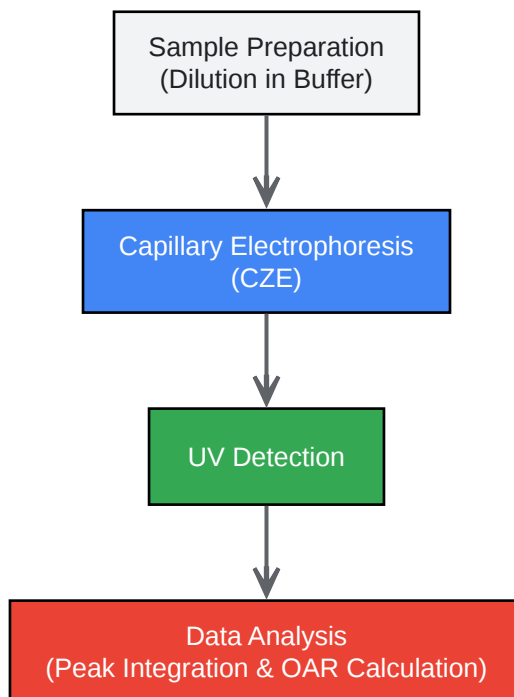 Sample Preparation
(Dilution in Buffer)
Capillary Electrophoresis
(CZE)
UV Detection
Data Analysis
(Peak Integration & OAR Calculation)